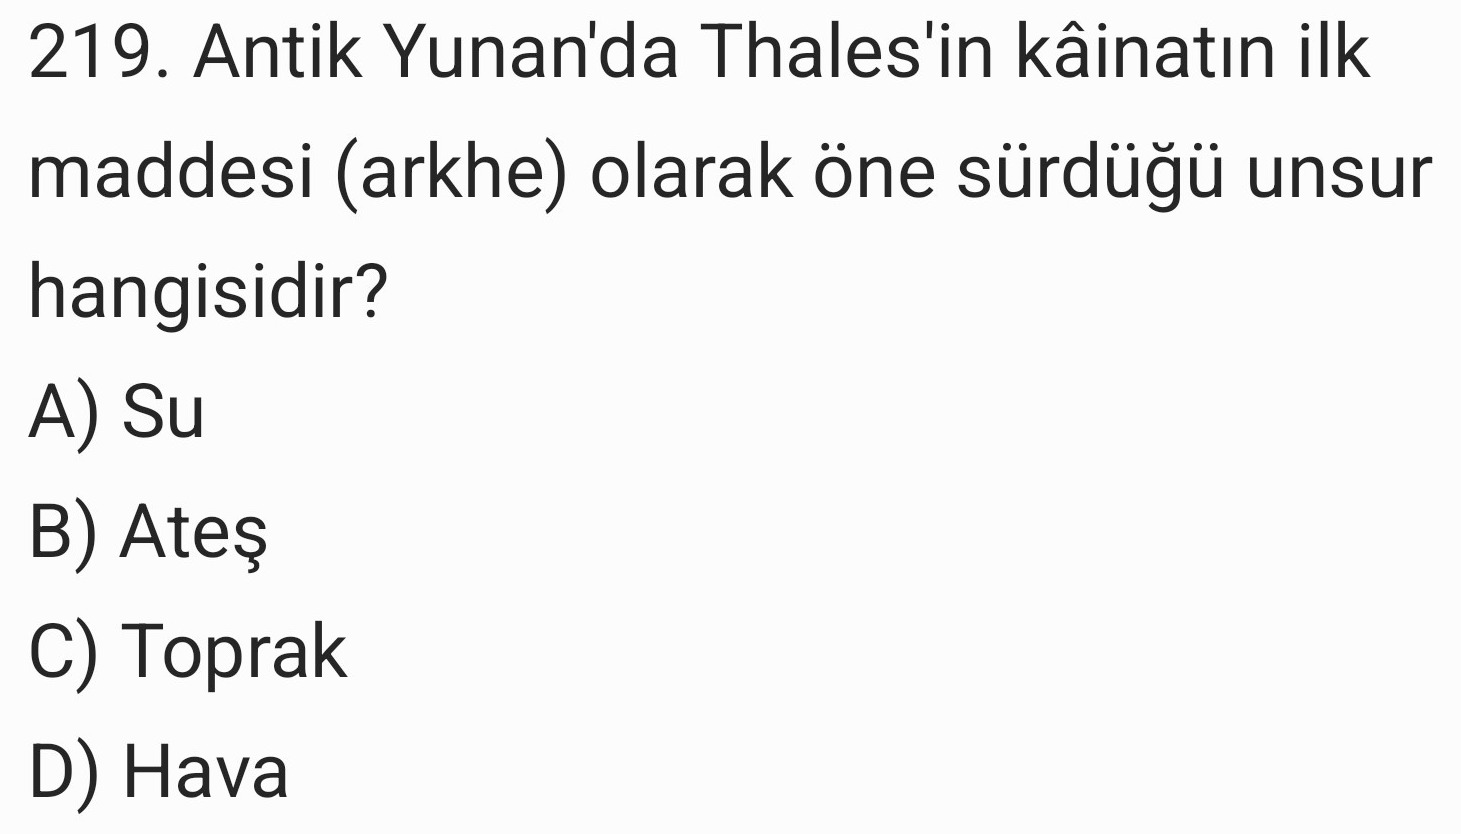 219. Antik Yunan'da Thales'in kâinatın ilk
maddesi (arkhe) olarak öne sürdüğü unsur
hangisidir?
A) Su
B) Ateş
C) Toprak
D) Hava